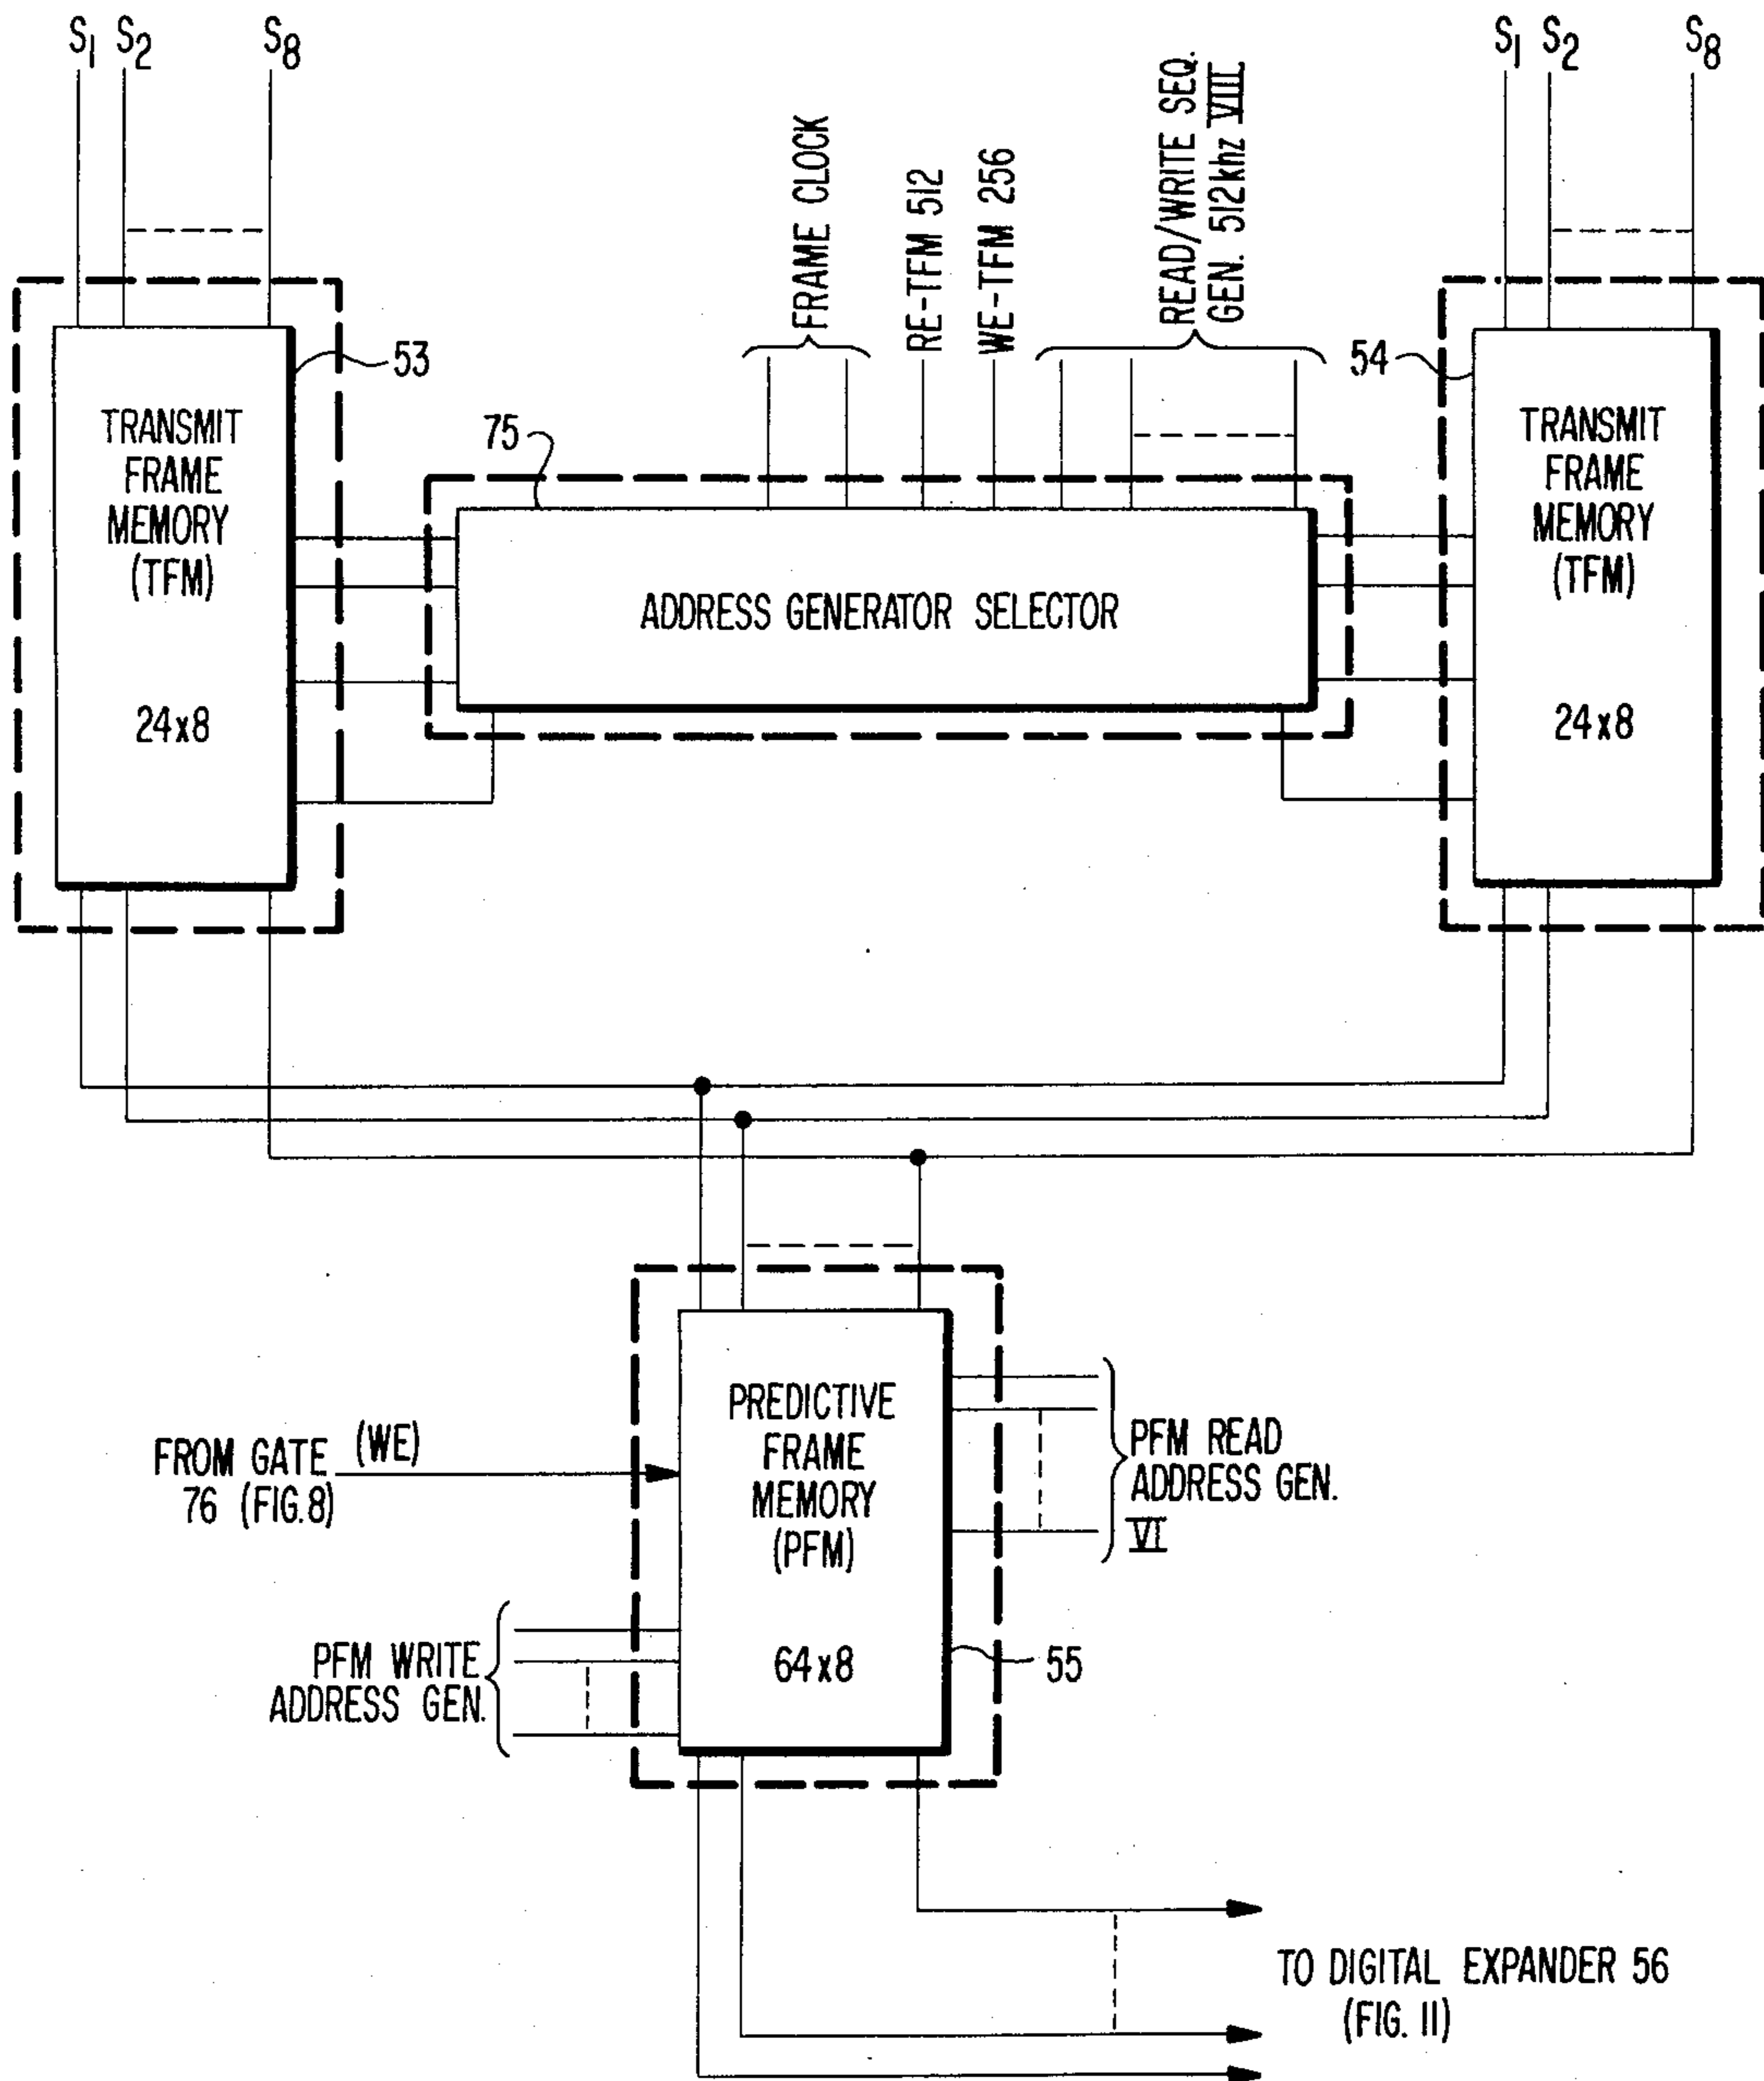 S1 S2 S8
S1 S2 S8
FRAME CLOCK
RE-TFM 512
WE-TFM 256
READ/WRITE SEQ.
GEN. 512khz VIII
53
TRANSMIT
FRAME
MEMORY
(TFM)
24x8
75
ADDRESS GENERATOR SELECTOR
54
TRANSMIT
FRAME
MEMORY
(TFM)
24x8
FROM GATE (WE)
76 (FIG.8)
PREDICTIVE
FRAME
MEMORY
(PFM)
64x8
PFM READ
ADDRESS GEN.
VI
PFM WRITE
ADDRESS GEN.
55
TO DIGITAL EXPANDER 56
(FIG. 11)